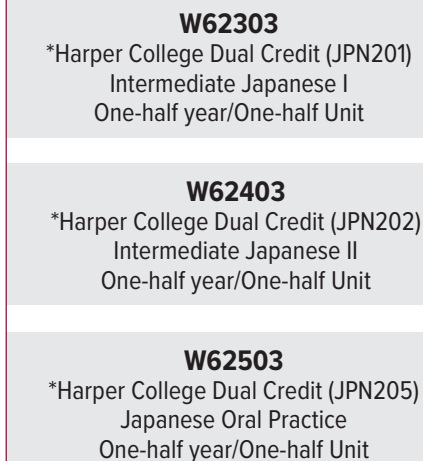 W62303
*Harper College Dual Credit (JPN201)
Intermediate Japanese I
One-half year/One-half Unit
W62403
*Harper College Dual Credit (JPN202)
Intermediate Japanese II
One-half year/One-half Unit
W62503
*Harper College Dual Credit (JPN205)
Japanese Oral Practice
One-half year/One-half Unit